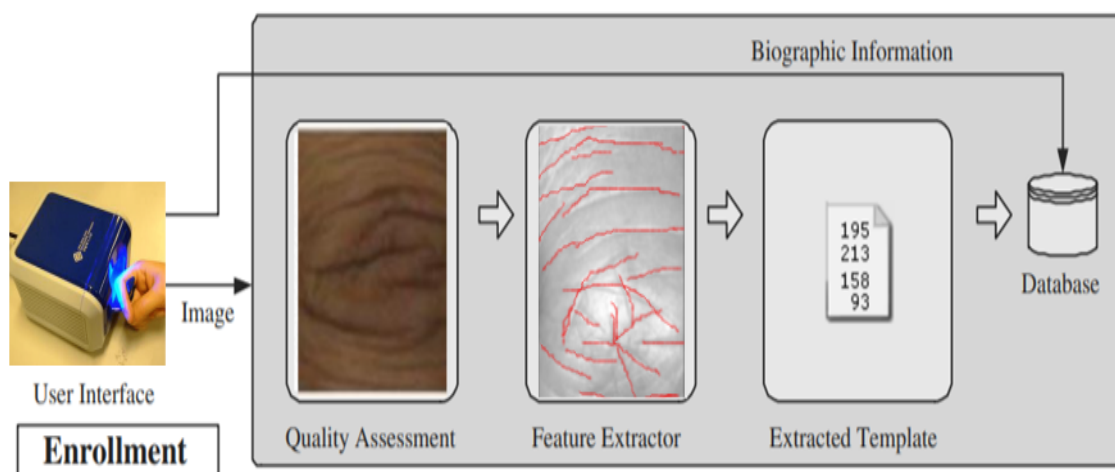 Biographic Information
195
213
158
93
Database
Image
User Interface
Quality Assessment
Feature Extractor
Extracted Template
Enrollment